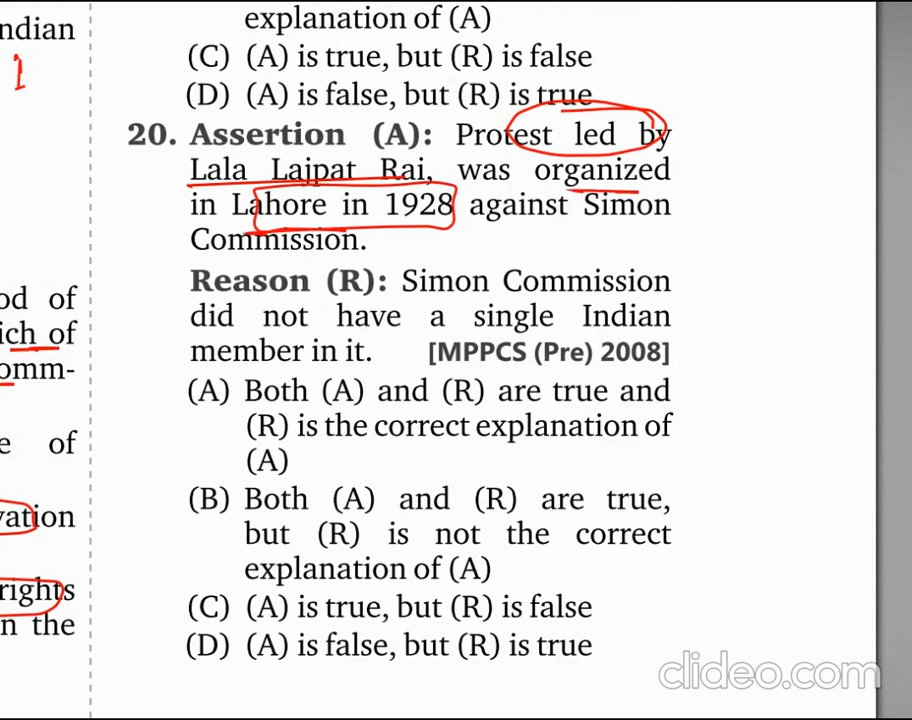 explanation of (A)
ndian
(C) (A) is true, but (R) is false
(D) (A) is false, but (R) is true
20. Assertion (A): Protest led by
Lala Lajpat Rai, was organized
in Lahore in 1928 against Simon
Commission.
Reason (R): Simon Commission
did not have a single Indian
member in it. [MPPCS (Pre) 2008]
(A) Both (A) and (R) are true and
(R) is the correct explanation of
(A)
(B) Both (A) and (R) are true,
but (R) is not the correct
explanation of (A)
(C) (A) is true, but (R) is false
(D) (A) is false, but (R) is true
od of
ich of
omm-
e of
vation
rights
n the
clideo.com